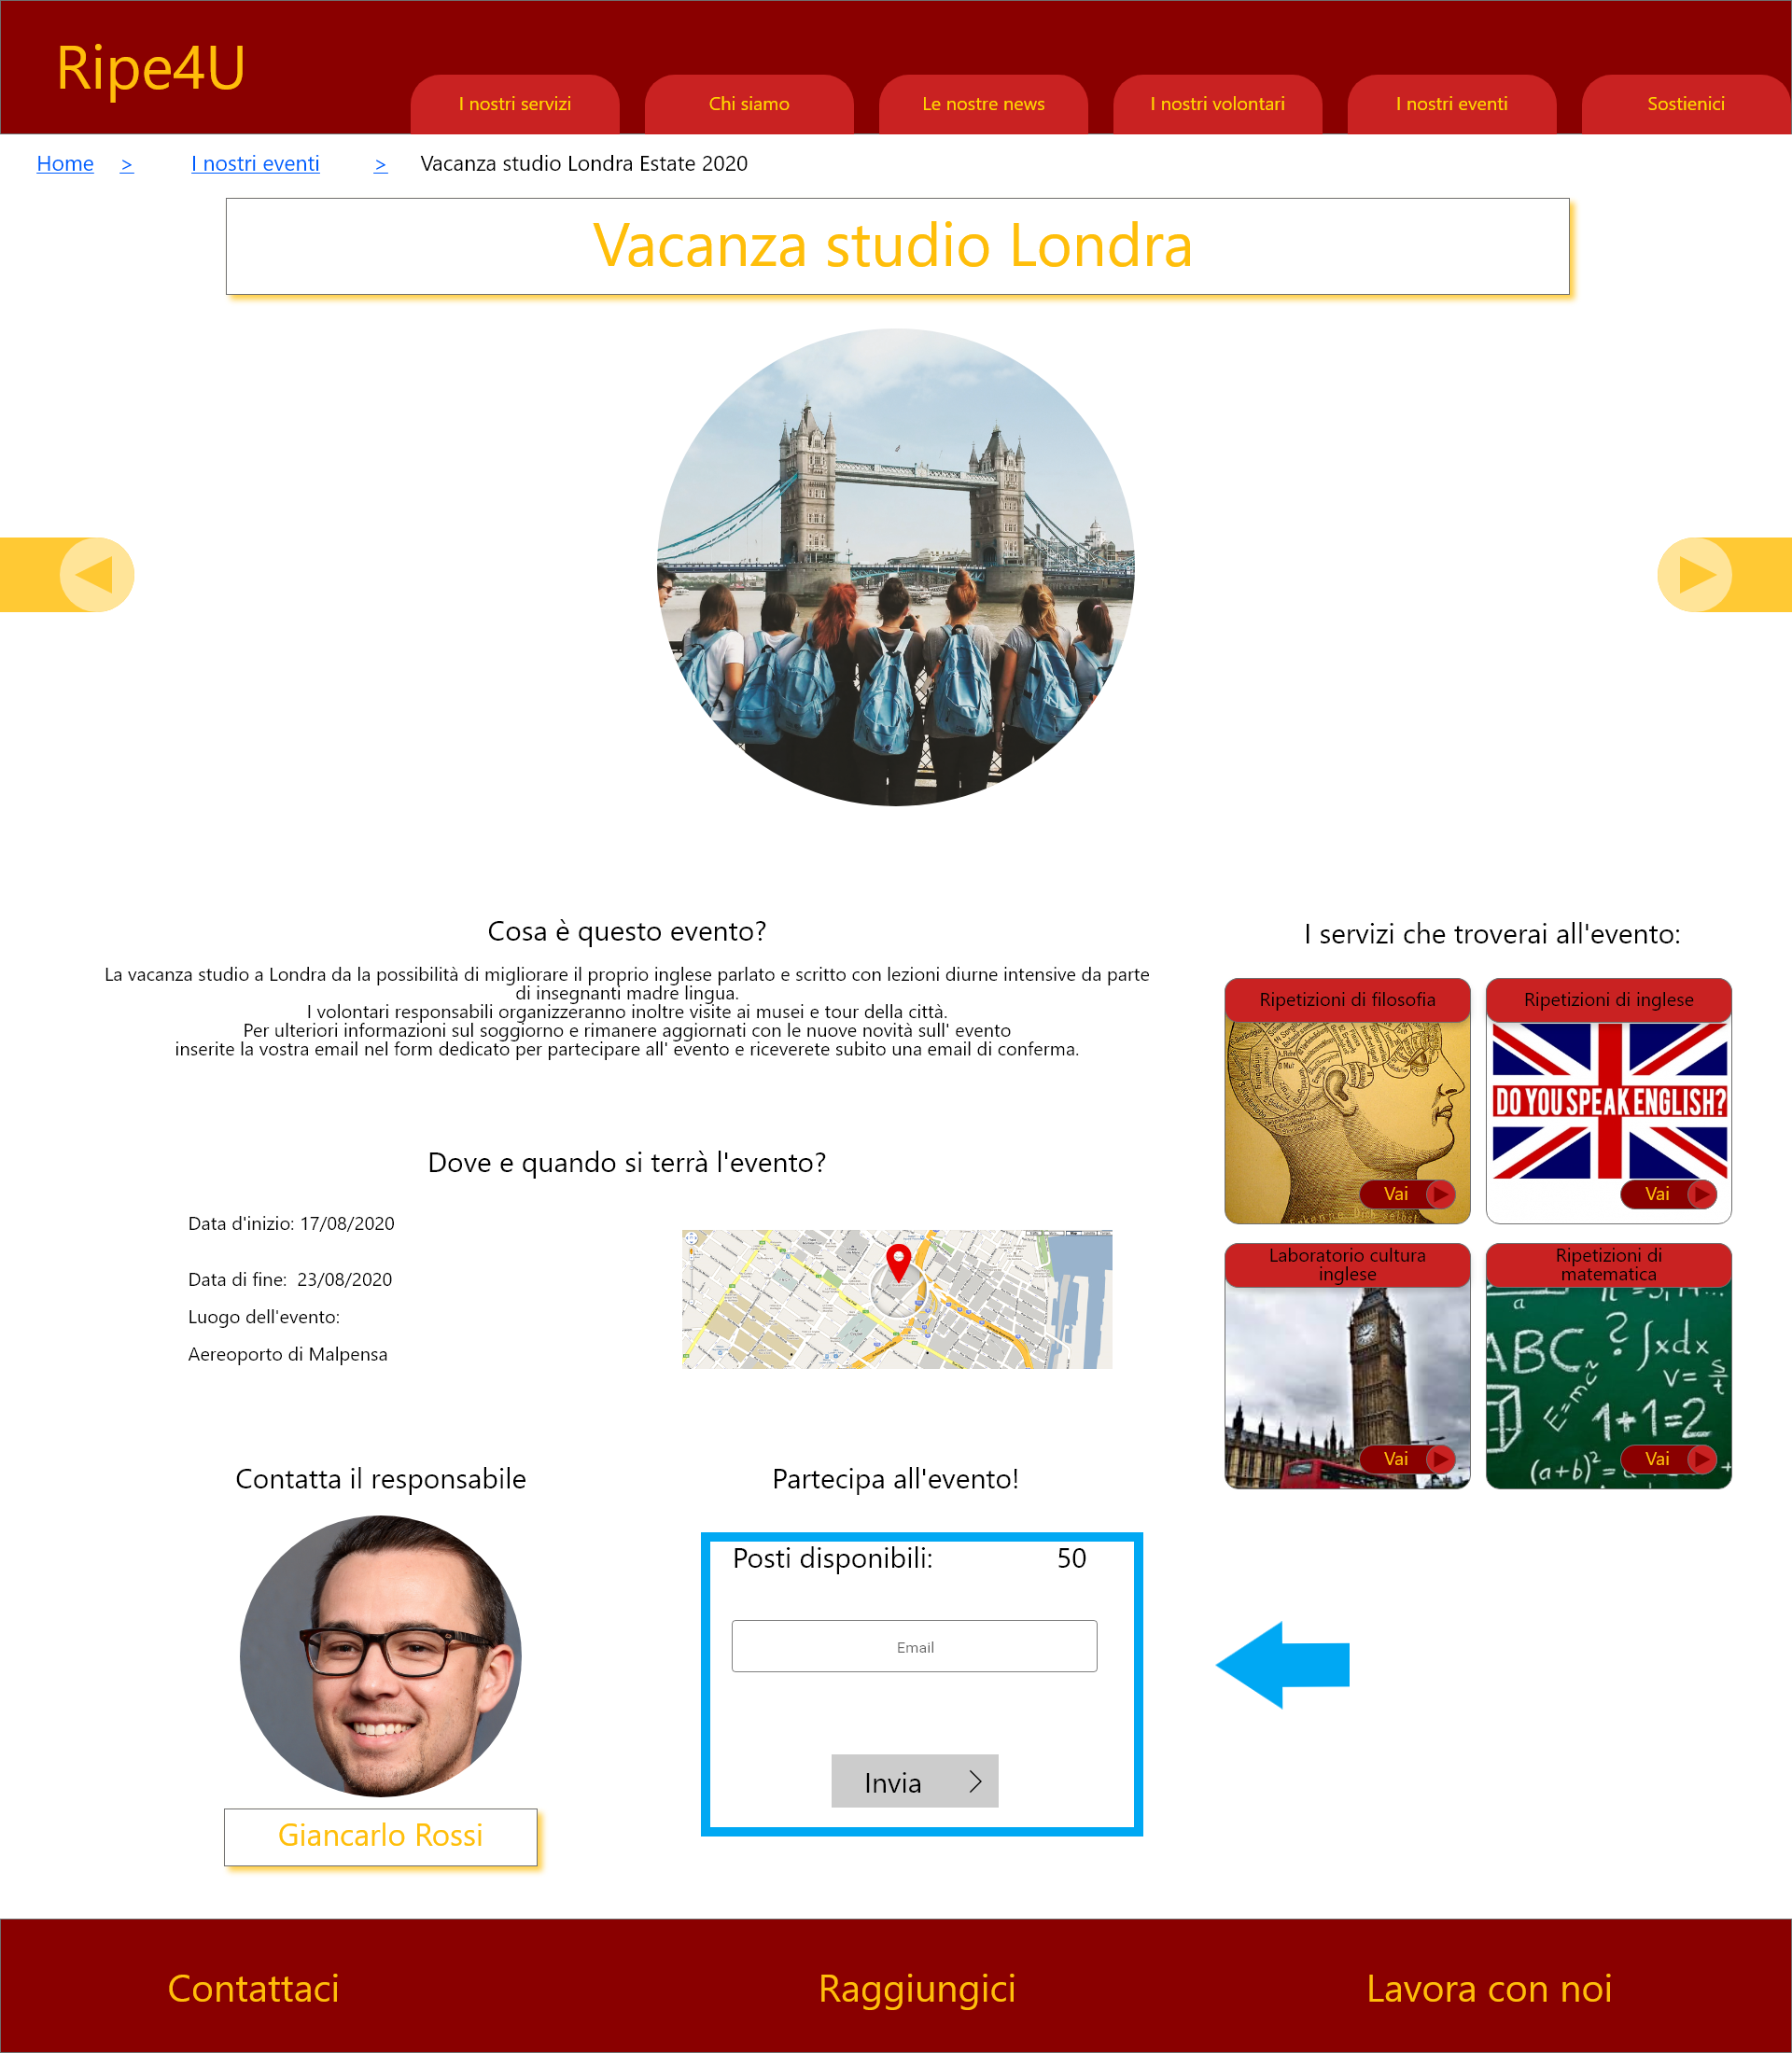 Ripe4U
I nostri servizi
Chi siamo
Le nostre news
I nostri volontari
I nostri eventi
Sostienici
Home > I nostri eventi > Vacanza studio Londra Estate 2020
Vacanza studio Londra
Cosa è questo evento?
La vacanza studio a Londra da la possibilità di migliorare il proprio inglese parlato e scritto con lezioni diurne intensive da parte
di insegnanti madre lingua.
I volontari responsabili organizzeranno inoltre visite ai musei e tour della città.
Per ulteriori informazioni sul soggiorno e rimanere aggiornati con le nuove novità sull' evento
inserite la vostra email nel form dedicato per partecipare all' evento e riceverete subito una email di conferma.
Dove e quando si terrà l'evento?
Data d'inizio: 17/08/2020
Data di fine:  23/08/2020
Luogo dell'evento:
Aereoporto di Malpensa
I servizi che troverai all'evento:
Ripetizioni di filosofia
Vai
Ripetizioni di inglese
DO YOU SPEAK ENGLISH?
Vai
Laboratorio cultura
inglese
Vai
Ripetizioni di
matematica
ABC ? ∫xdx
E=mc
v= s/t
1+1=2
Vai
Contatta il responsabile
Giancarlo Rossi
Partecipa all'evento!
Posti disponibili: 50
Email
Invia
Contattaci
Raggiungici
Lavora con noi